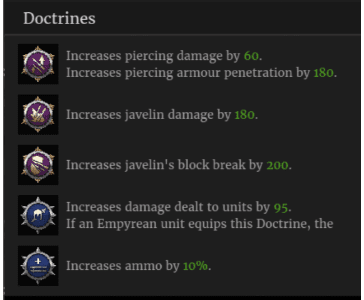 Doctrines
Increases piercing damage by 60.
Increases piercing armour penetration by 180.
Increases javelin damage by 180.
Increases javelin's block break by 200.
Increases damage dealt to units by 95.
If an Empyrean unit equips this Doctrine, the
Increases ammo by 10%.